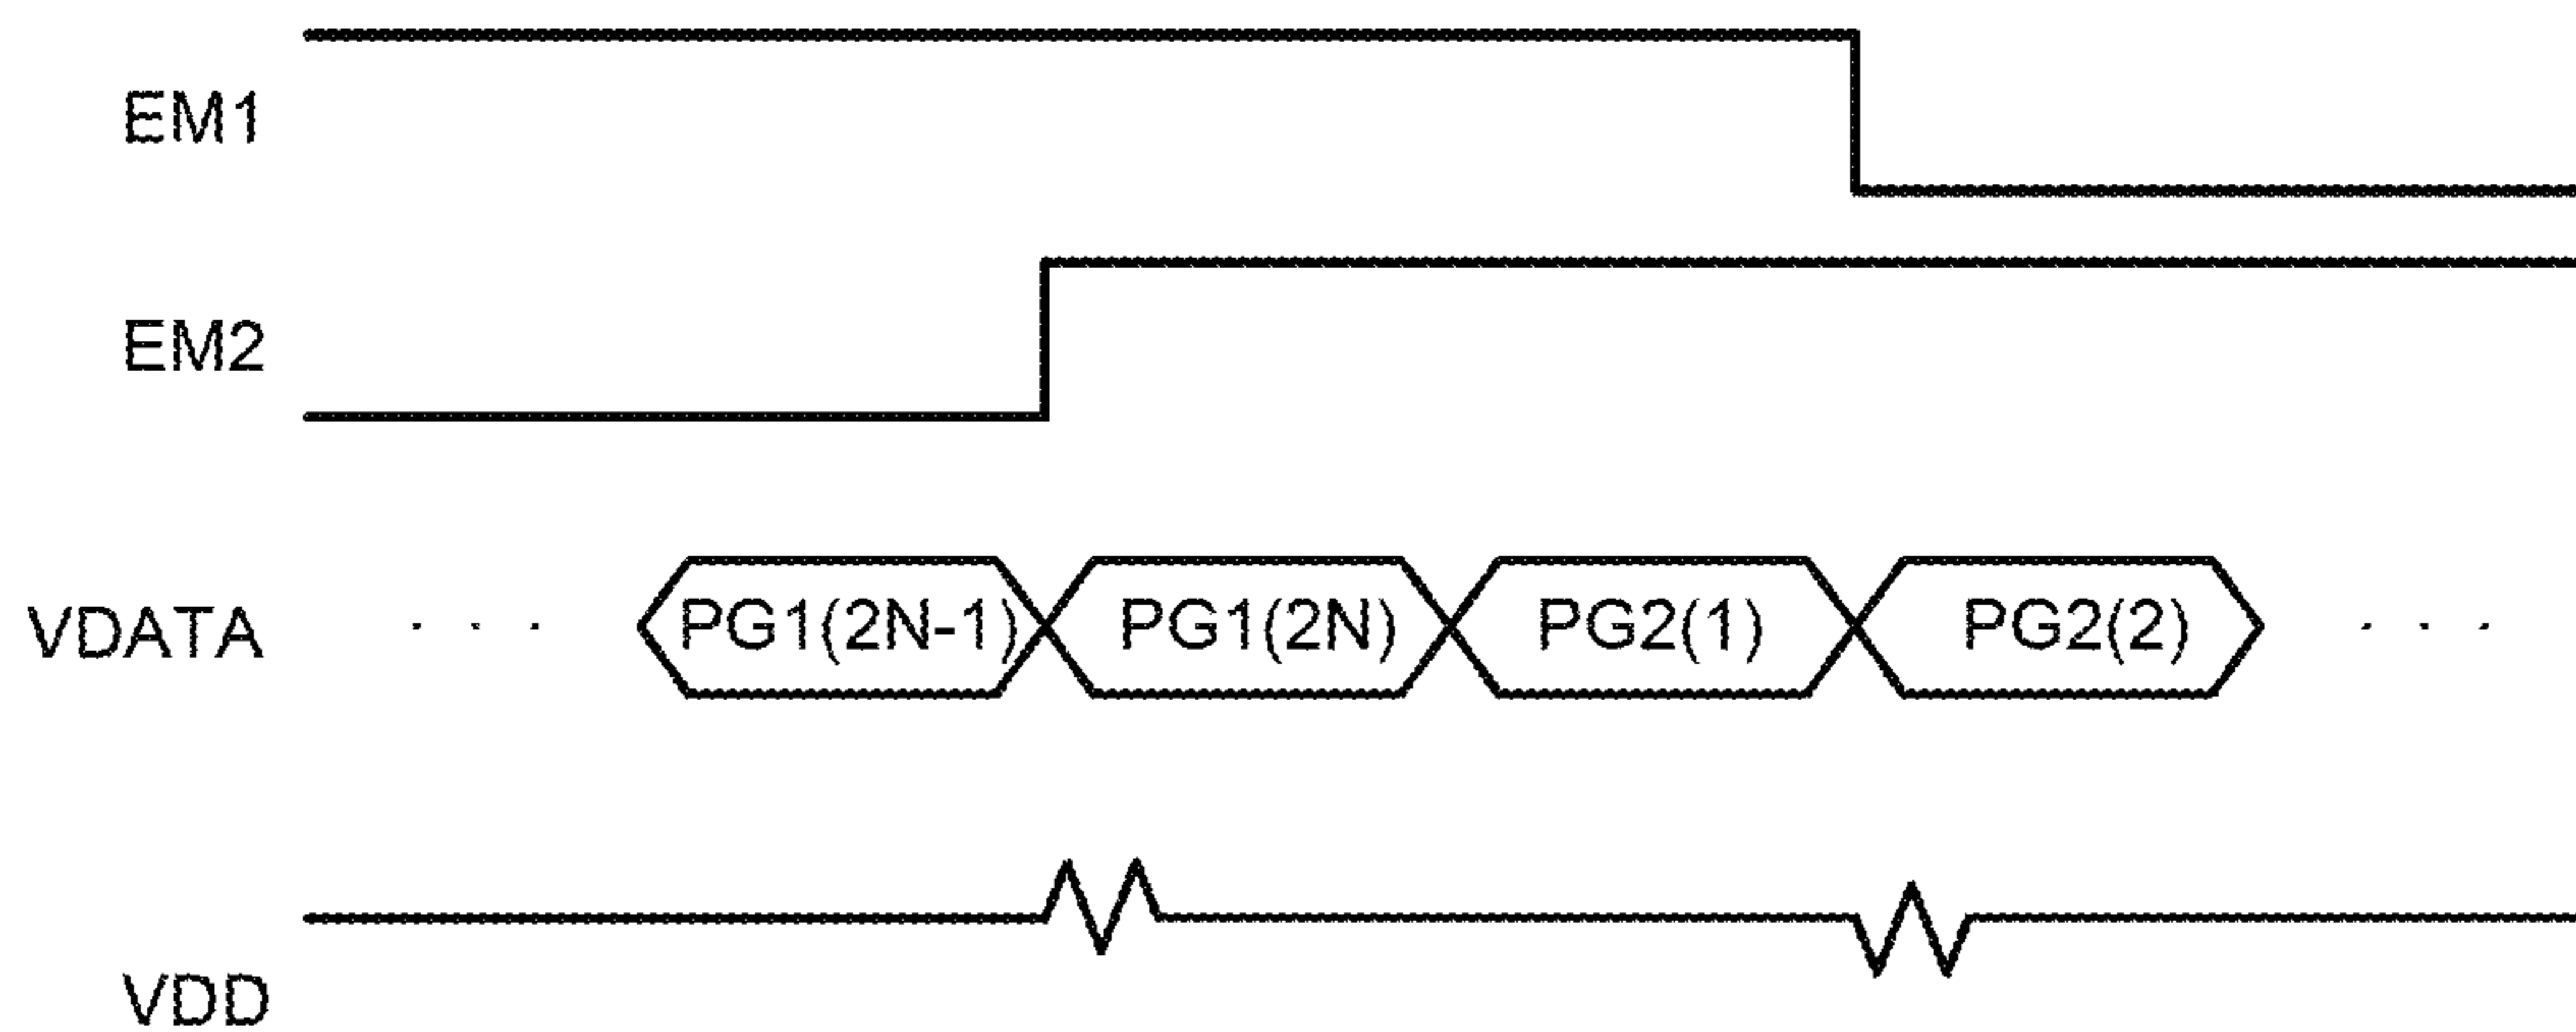 EM1
EM2
VDATA . . . PG1(2N-1) PG1(2N) PG2(1) PG2(2) . . .
VDD